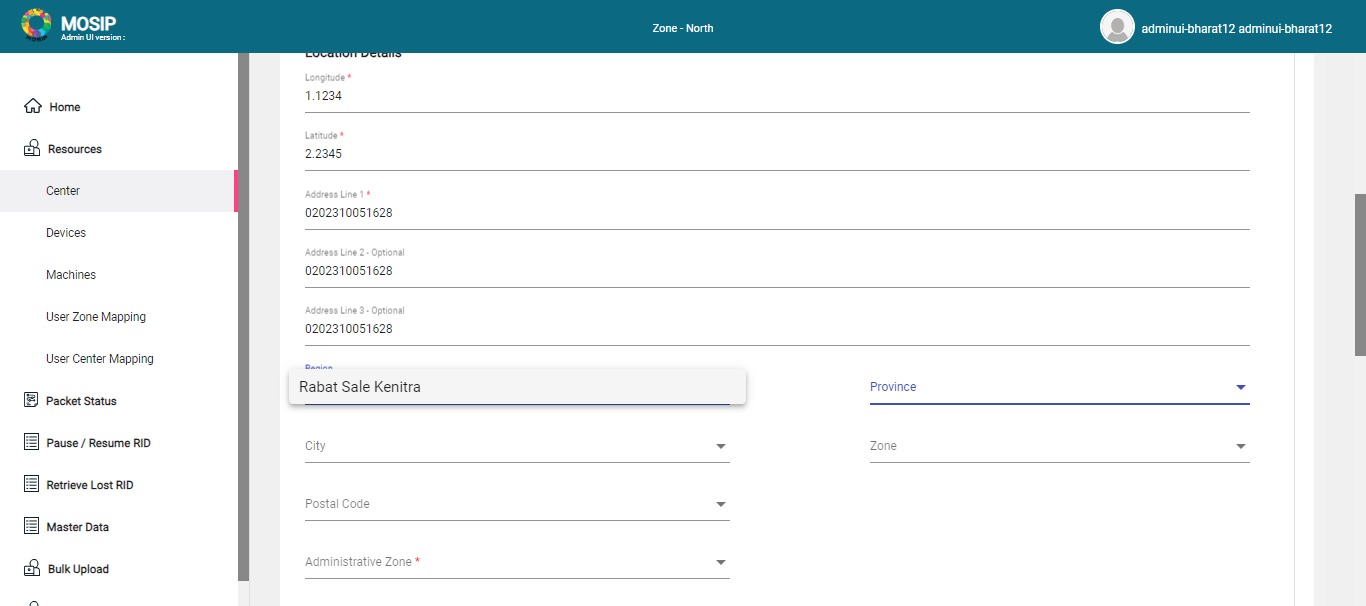 MOSIP
Admin UI version :
Zone - North
adminui-bharat12 adminui-bharat12
Home
Resources
Center
Devices
Machines
User Zone Mapping
User Center Mapping
Packet Status
Pause / Resume RID
Retrieve Lost RID
Master Data
Bulk Upload
Location Details
Longitude *
1.1234
Latitude *
2.2345
Address Line 1 *
0202310051628
Address Line 2 - Optional
0202310051628
Address Line 3 - Optional
0202310051628
Region
Rabat Sale Kenitra
Province
City
Zone
Postal Code
Administrative Zone *